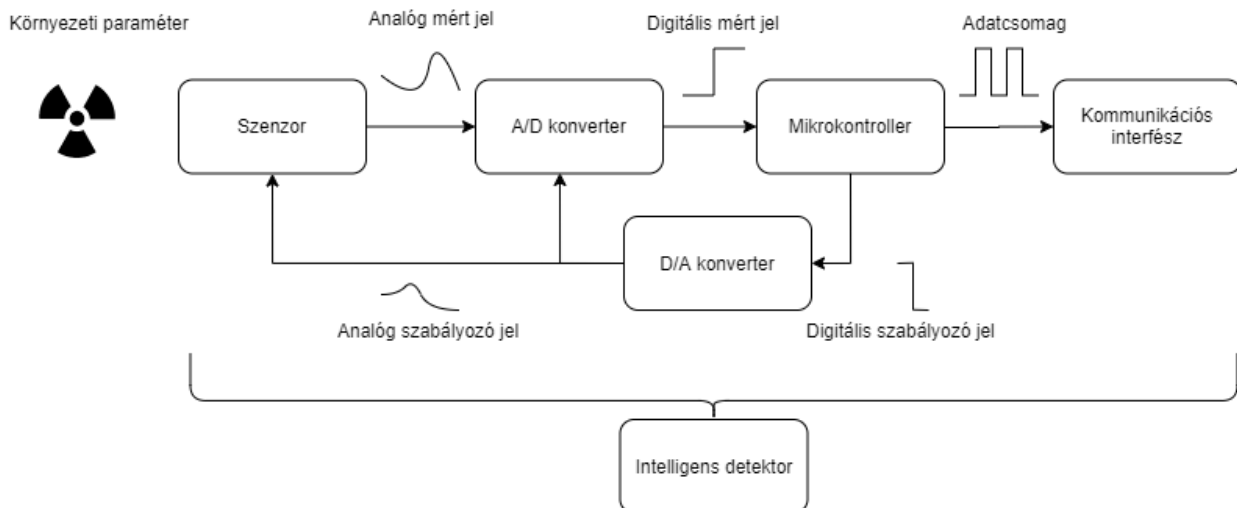 Környezeti paraméter
Analóg mért jel
Digitális mért jel
Adatcsomag
Szenzor
A/D konverter
Mikrokontroller
Kommunikációs
interfész
D/A konverter
Analóg szabályozó jel
Digitális szabályozó jel
Intelligens detektor